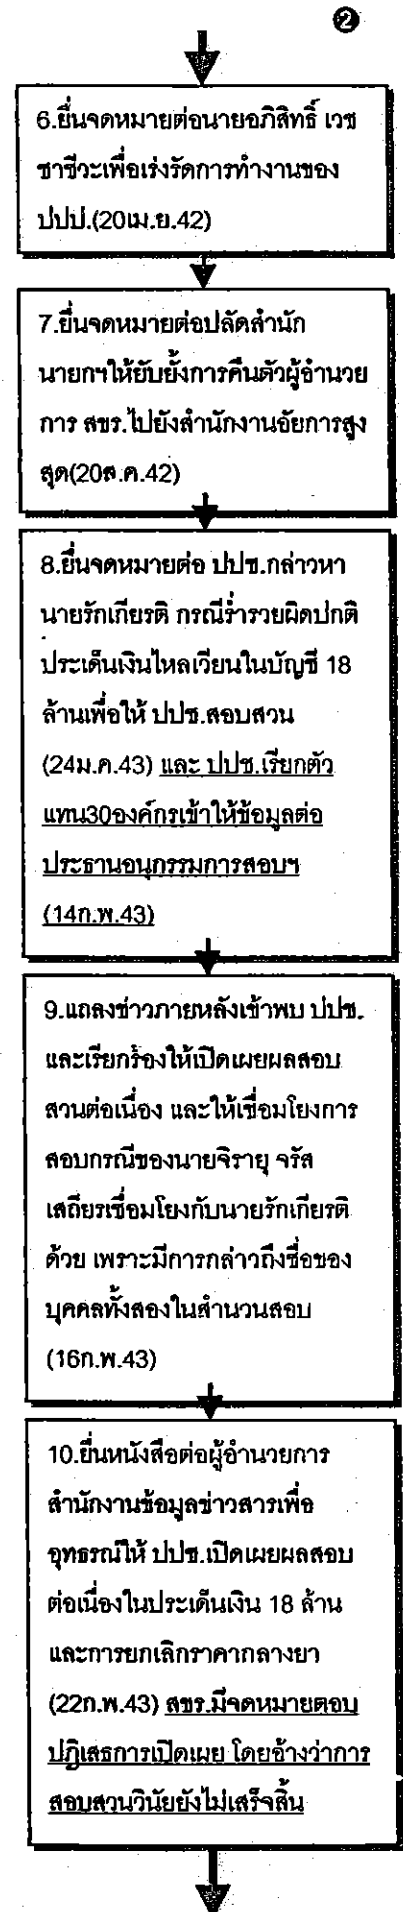 ❷
6.ยื่นจดหมายต่อนายอภิสิทธิ์ เวช
ชาชีวะเพื่อเร่งรัดการทำงานของ
ปปป.(20เม.ย.42)
7.ยื่นจดหมายต่อปลัดสำนัก
นายกฯให้ยับยั้งการคืนตัวผู้อำนวย
การ สขร.ไปยังสำนักงานอัยการสูง
สุด(20ส.ค.42)
8.ยื่นจดหมายต่อ ปปช.กล่าวหา
นายรักเกียรติ กรณีร่ำรวยผิดปกติ
ประเด็นเงินไหลเวียนในบัญชี 18
ล้านเพื่อให้ ปปช.สอบสวน
(24ม.ค.43) และ ปปช.เรียกตัว
แทน30องค์กรเข้าให้ข้อมูลต่อ
ประธานอนุกรรมการสอบฯ
(14ก.พ.43)
9.แถลงข่าวภายหลังเข้าพบ ปปช.
และเรียกร้องให้เปิดเผยผลสอบ
สวนต่อเนื่อง และให้เชื่อมโยงการ
สอบกรณีของนายจิรายุ จรัส
เสถียรเชื่อมโยงกับนายรักเกียรติ
ด้วย เพราะมีการกล่าวถึงชื่อของ
บุคคลทั้งสองในสำนวนสอบ
(16ก.พ.43)
10.ยื่นหนังสือต่อผู้อำนวยการ
สำนักงานข้อมูลข่าวสารเพื่อ
อุทธรณ์ให้ ปปช.เปิดเผยผลสอบ
ต่อเนื่องในประเด็นเงิน 18 ล้าน
และการยกเลิกราคากลางยา
(22ก.พ.43) สขร.มีจดหมายตอบ
ปฏิเสธการเปิดเผย โดยอ้างว่าการ
สอบสวนวินัยยังไม่เสร็จสิ้น